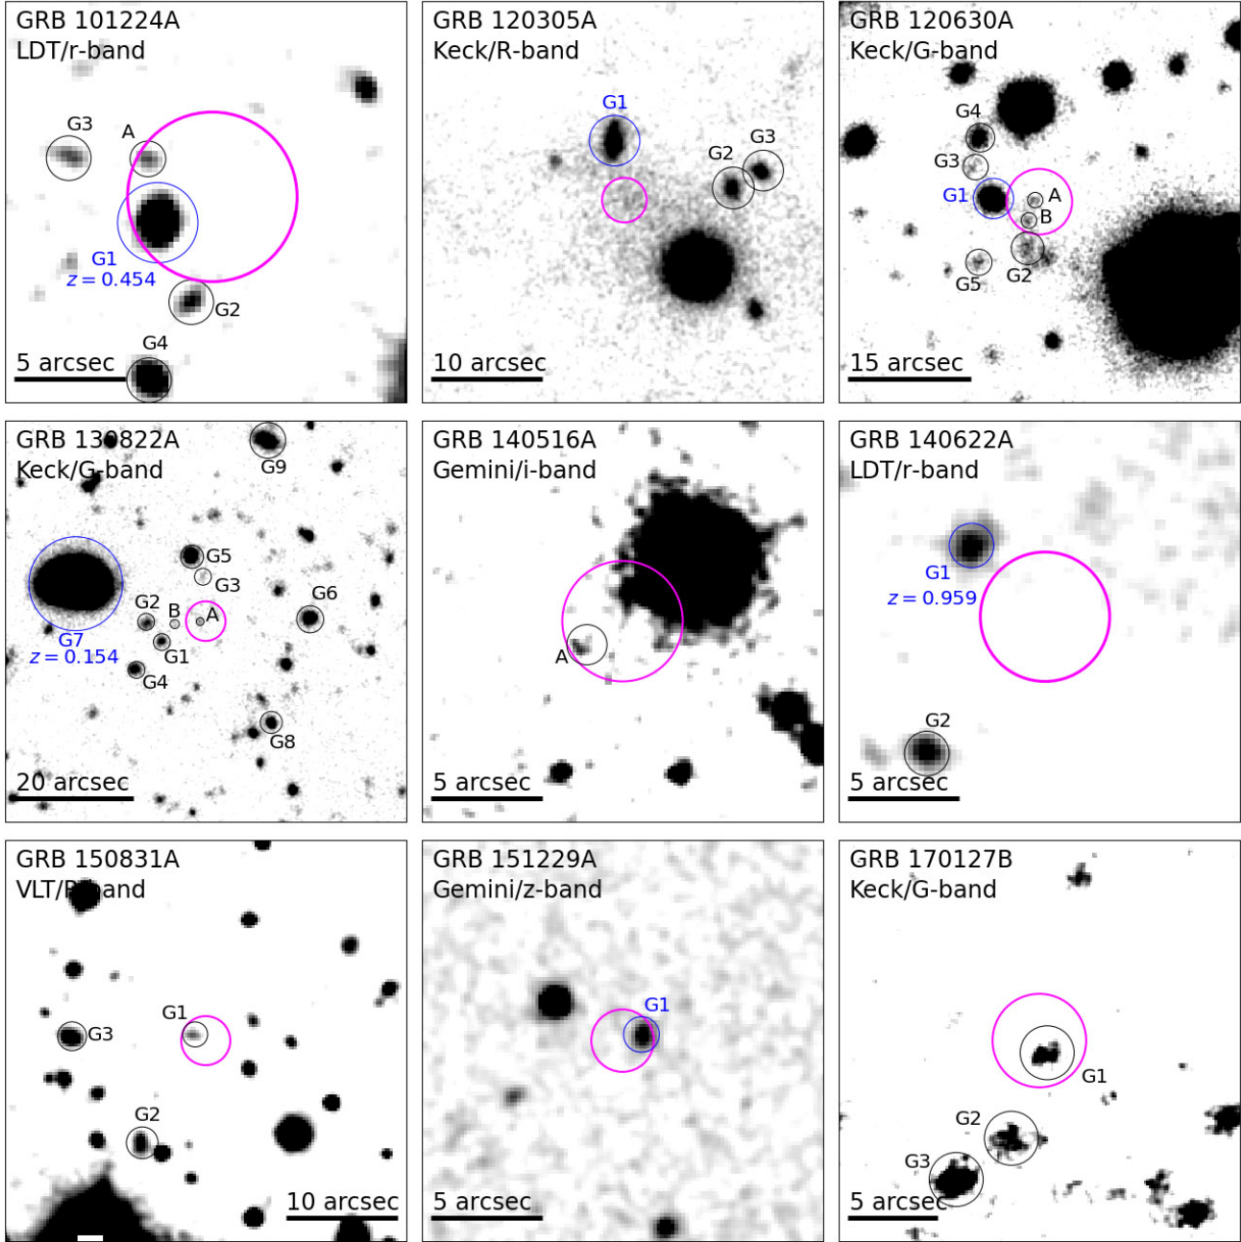 GRB 101224A
LDT/r-band
G3
A
G1
z = 0.454
G2
G4
5 arcsec
GRB 120305A
Keck/R-band
G1
G3
G2
10 arcsec
GRB 120630A
Keck/G-band
G4
G3
G1
A
B
G2
G5
15 arcsec
GRB 130822A
Keck/G-band
G9
G5
G3
G6
G2
B
A
G7
z = 0.154
G1
G4
G8
20 arcsec
GRB 140516A
Gemini/i-band
A
5 arcsec
GRB 140622A
LDT/r-band
G1
z = 0.959
G2
5 arcsec
GRB 150831A
VLT/R-band
G1
G3
G2
10 arcsec
GRB 151229A
Gemini/z-band
G1
5 arcsec
GRB 170127B
Keck/G-band
G1
G2
G3
5 arcsec